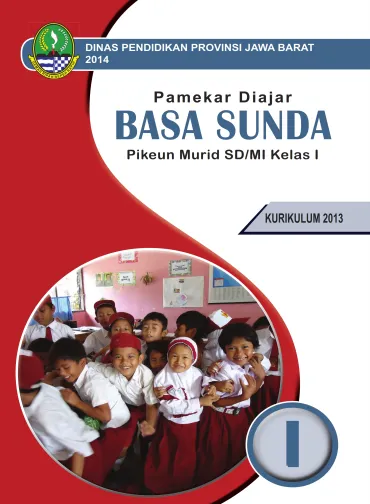 DINAS PENDIDIKAN PROVINSI JAWA BARAT
2014
Pamekar Diajar
BASA SUNDA
Pikeun Murid SD/MI Kelas I
KURIKULUM 2013
I